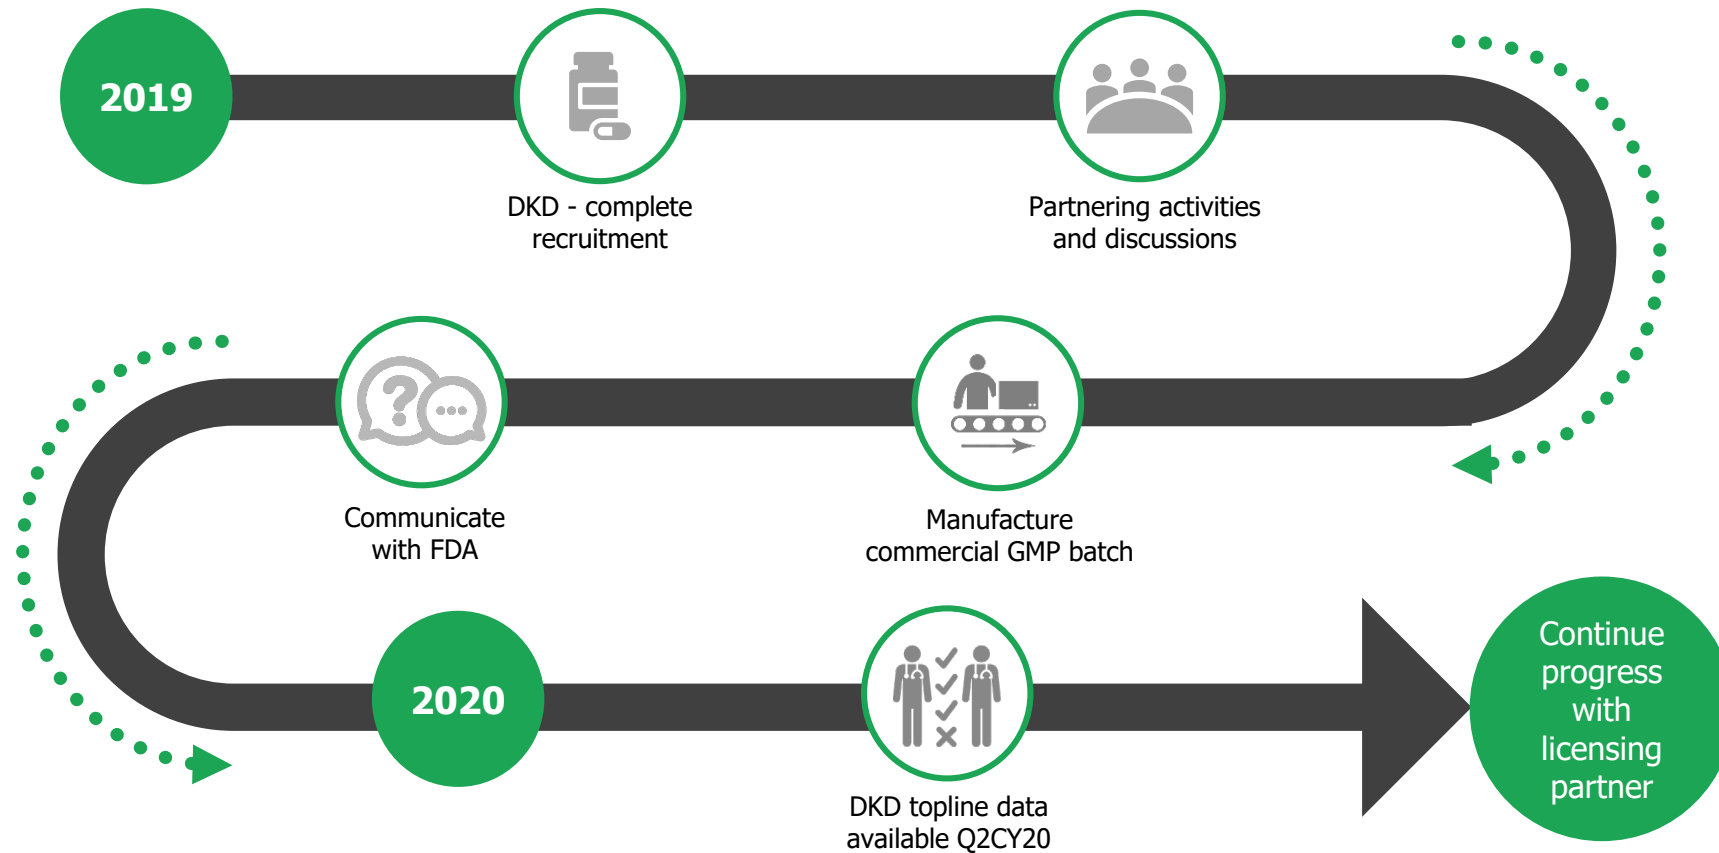 2019
DKD - complete
recruitment
Partnering activities
and discussions
Manufacture
commercial GMP batch
Communicate
with FDA
2020
DKD topline data
available Q2CY20
Continue
progress
with
licensing
partner